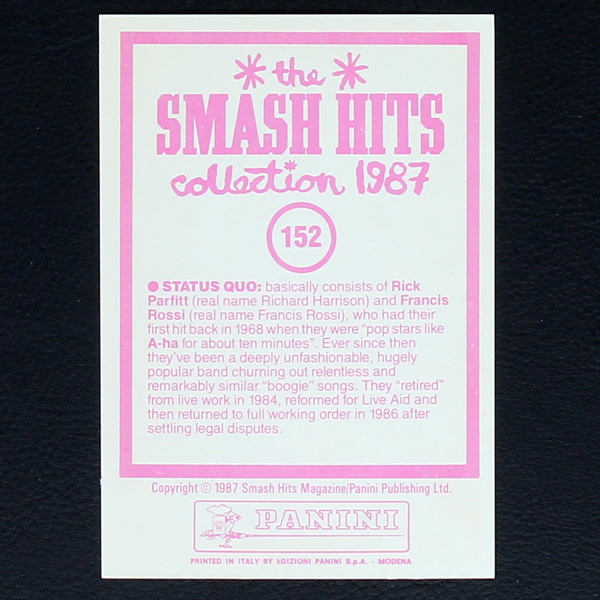 the
SMASH HITS
collection 1987
152
● STATUS QUO: basically consists of Rick
Parfitt (real name Richard Harrison) and Francis
Rossi (real name Francis Rossi), who had their
first hit back in 1968 when they were “pop stars like
A-ha for about ten minutes”. Ever since then
they've been a deeply unfashionable, hugely
popular band churning out relentless and
remarkably similar “boogie” songs. They “retired”
from live work in 1984, reformed for Live Aid and
then returned to full working order in 1986 after
settling legal disputes.
Copyright © 1987 Smash Hits Magazine/Panini Publishing Ltd.
PANINI
PRINTED IN ITALY BY EDIZIONI PANINI S.p.A. - MODENA